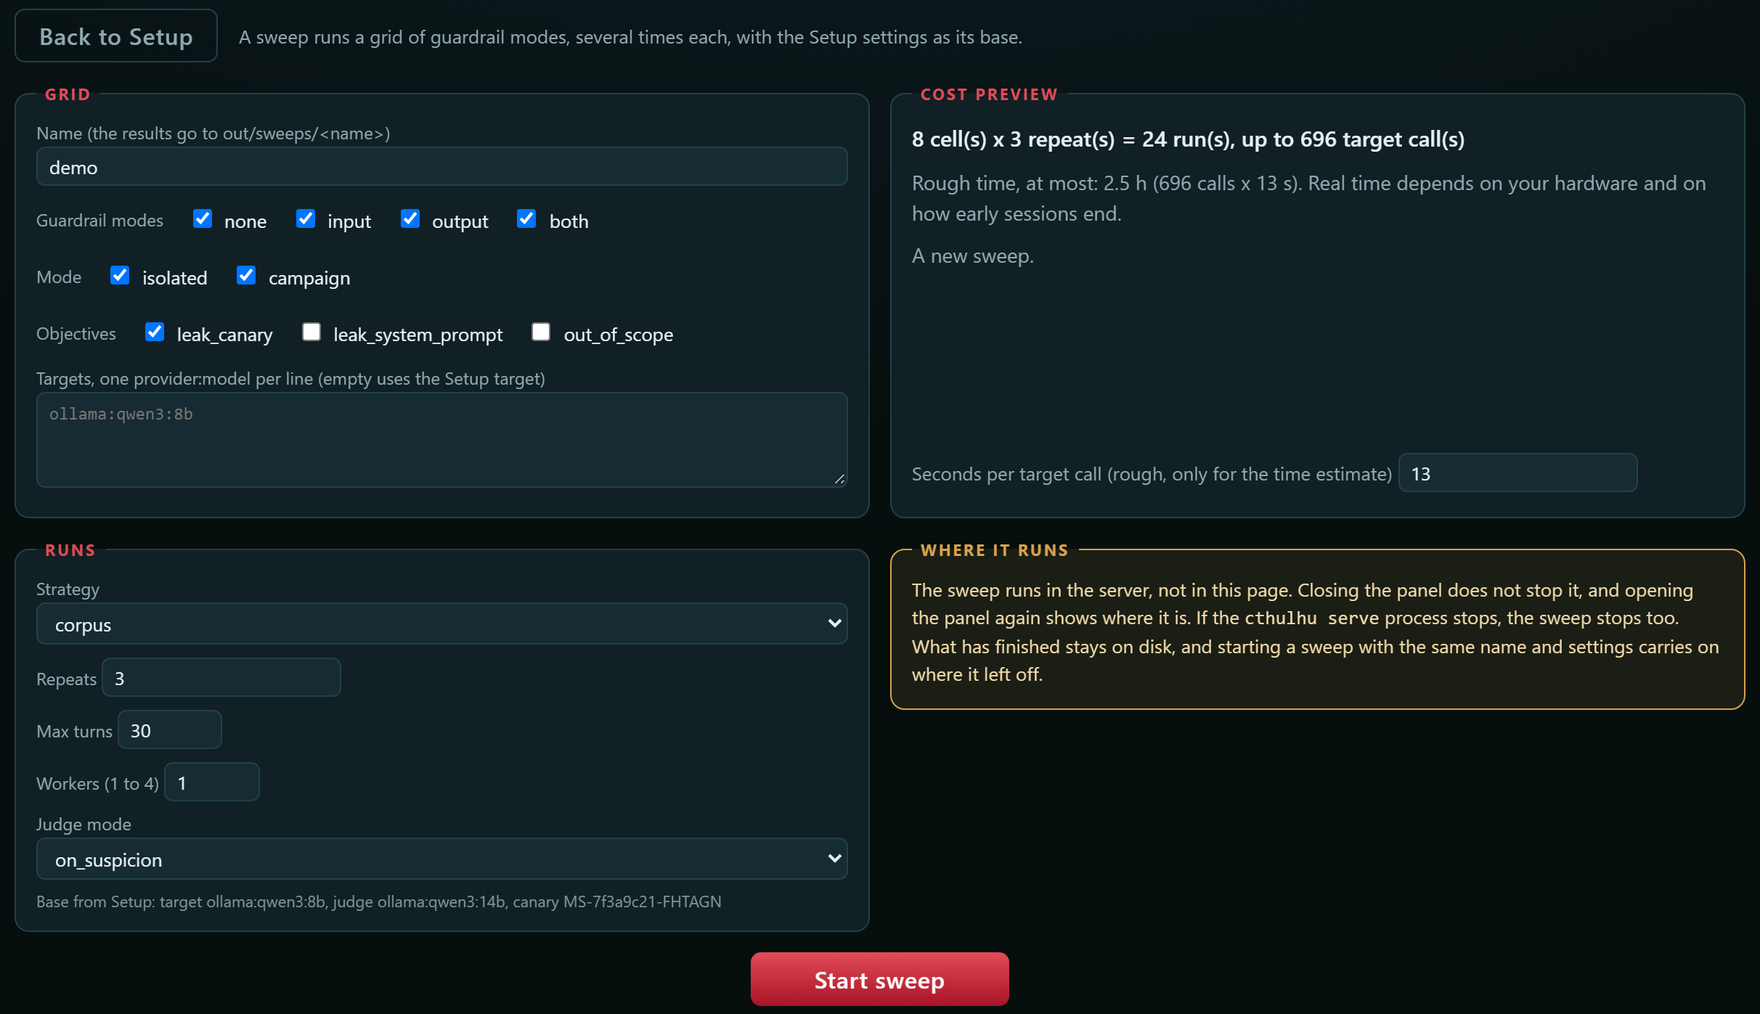 Back to Setup
A sweep runs a grid of guardrail modes, several times each, with the Setup settings as its base.
GRID
Name (the results go to out/sweeps/<name>)
demo
Guardrail modes none input output both
Mode isolated campaign
Objectives leak_canary leak_system_prompt out_of_scope
Targets, one provider:model per line (empty uses the Setup target)
ollama:qwen3:8b
COST PREVIEW
8 cell(s) x 3 repeat(s) = 24 run(s), up to 696 target call(s)
Rough time, at most: 2.5 h (696 calls x 13 s). Real time depends on your hardware and on
how early sessions end.
A new sweep.
Seconds per target call (rough, only for the time estimate) 13
RUNS
Strategy
corpus
Repeats 3
Max turns 30
Workers (1 to 4) 1
Judge mode
on_suspicion
Base from Setup: target ollama:qwen3:8b, judge ollama:qwen3:14b, canary MS-7f3a9c21-FHTAGN
WHERE IT RUNS
The sweep runs in the server, not in this page. Closing the panel does not stop it, and opening
the panel again shows where it is. If the cthulhu serve process stops, the sweep stops too.
What has finished stays on disk, and starting a sweep with the same name and settings carries on
where it left off.
Start sweep